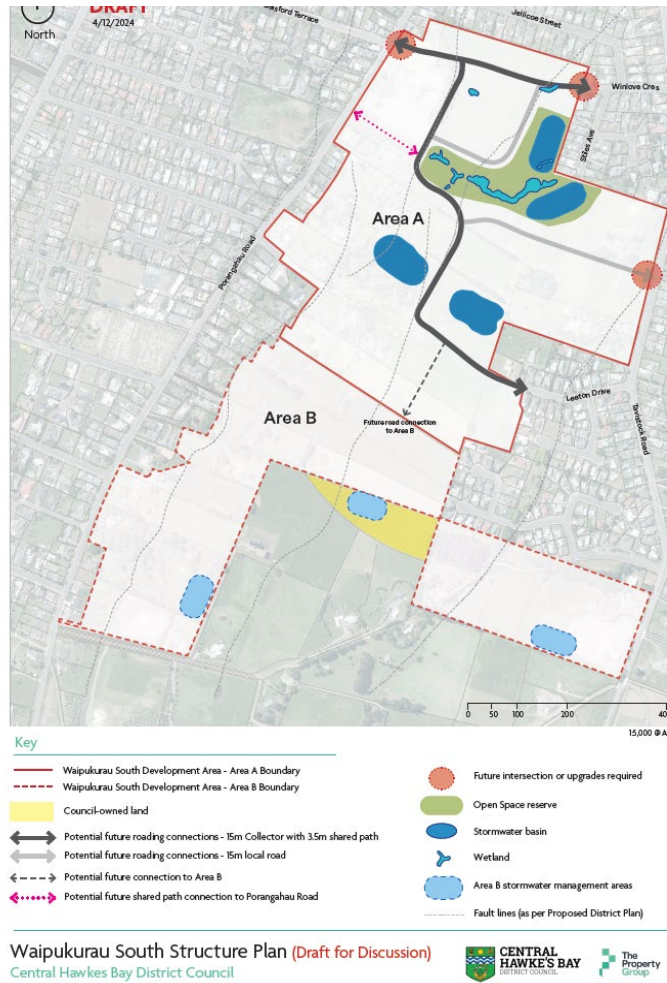 DRAFT
4/12/2024
North
Jellicoe Street
Winlove Cres
Stiles Ave
Area A
Porangahau Road
Leeton Drive
Area B
Future road connection
to Area B
Tavistock Road
0 50 100 200 40
15,000 @A
Key
Waipukurau South Development Area - Area A Boundary
Waipukurau South Development Area - Area B Boundary
Council-owned land
Potential future roading connections - 15m Collector with 3.5m shared path
Potential future roading connections - 15m local road
Potential future connection to Area B
Potential future shared path connection to Porangahau Road
Future intersection or upgrades required
Open Space reserve
Stormwater basin
Wetland
Area B stormwater management areas
Fault lines (as per Proposed District Plan)
Waipukurau South Structure Plan (Draft for Discussion)
Central Hawkes Bay District Council
CENTRAL
HAWKE'S BAY
DISTRICT COUNCIL
The
Property
Group